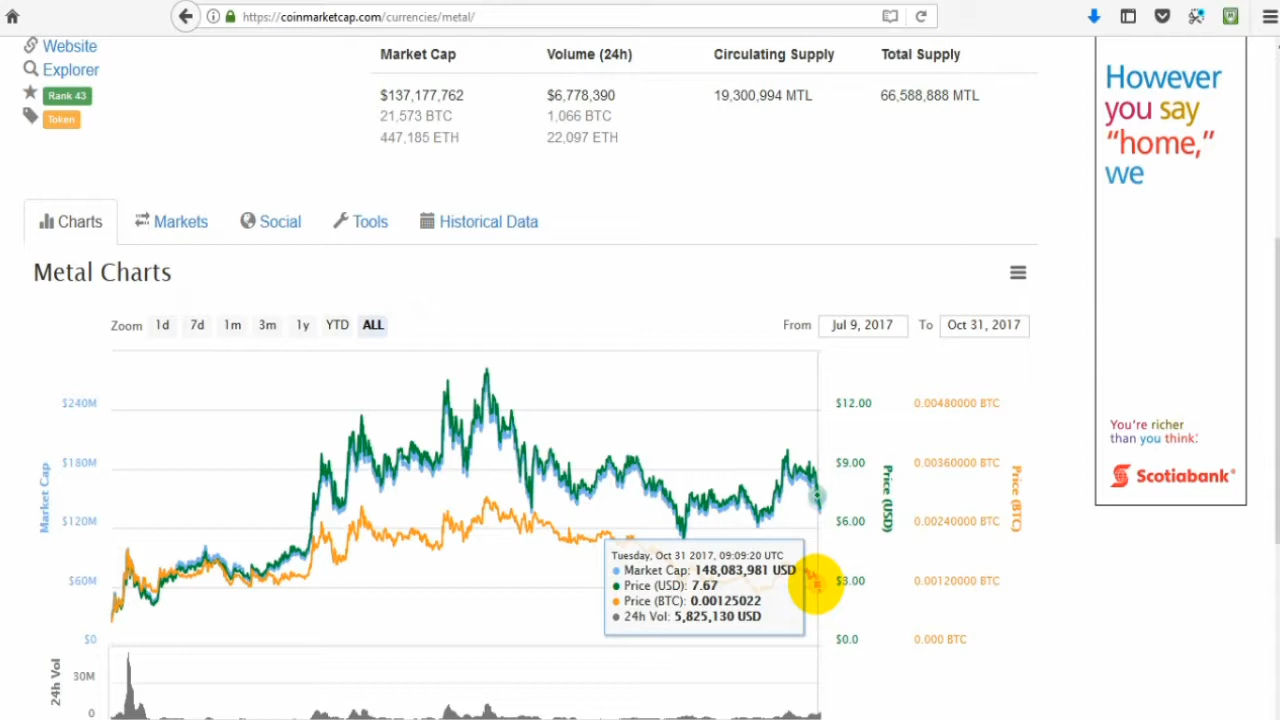 https://coinmarketcap.com/currencies/metal/
Website
Explorer
Rank 43
Token
Market Cap Volume (24h) Circulating Supply Total Supply
$137,177,762 $6,778,390 19,300,994 MTL 66,588,888 MTL
21,573 BTC 1,066 BTC
447,185 ETH 22,097 ETH
Charts Markets Social Tools Historical Data
Metal Charts
Zoom 1d 7d 1m 3m 1y YTD ALL From Jul 9, 2017 To Oct 31, 2017
$240M $12.00 0.00480000 BTC
$180M $9.00 0.00360000 BTC
$120M $6.00 0.00240000 BTC
$60M $3.00 0.00120000 BTC
$0 $0.0 0.000 BTC
Market Cap
Price (USD)
Price (BTC)
Tuesday, Oct 31 2017, 09:09:20 UTC
Market Cap: 148,083,981 USD
Price (USD): 7.67
Price (BTC): 0.00125022
24h Vol: 5,825,130 USD
24h Vol
30M
0
However
you say
“home,”
we
You're richer
than you think.
Scotiabank